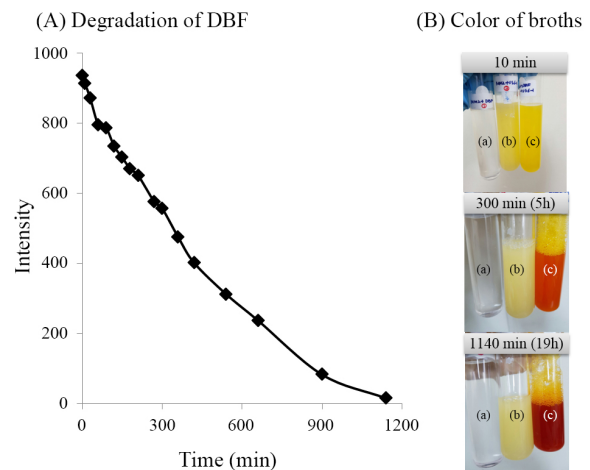 (A) Degradation of DBF
(B) Color of broths
1000
800
600
400
200
0
Intensity
0
300
600
900
1200
Time (min)
10 min
(a)
(b)
(c)
300 min (5h)
(a)
(b)
(c)
1140 min (19h)
(a)
(b)
(c)